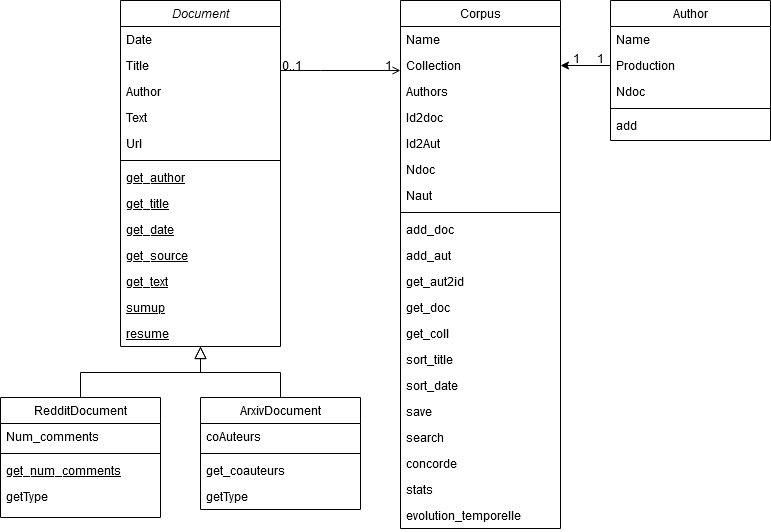 Document
Date
Title
Author
Text
Url
get_author
get_title
get_date
get_source
get_text
sumup
resume
0..1
1
Corpus
Name
Collection
Authors
Id2doc
Id2Aut
Ndoc
Naut
add_doc
add_aut
get_aut2id
get_doc
get_coll
sort_title
sort_date
save
search
concorde
stats
evolution_temporelle
1
1
Author
Name
Production
Ndoc
add
RedditDocument
Num_comments
get_num_comments
getType
ArxivDocument
coAuteurs
get_coauteurs
getType